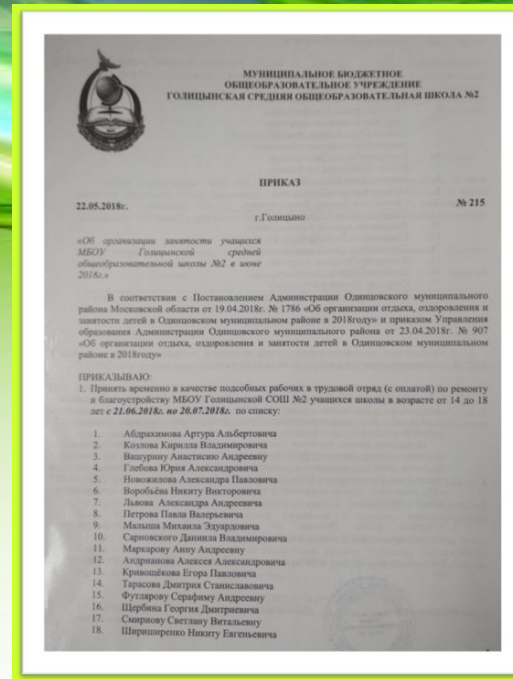 МУНИЦИПАЛЬНОЕ БЮДЖЕТНОЕ
ОБЩЕОБРАЗОВАТЕЛЬНОЕ УЧРЕЖДЕНИЕ
ГОЛИЦЫНСКАЯ СРЕДНЯЯ ОБЩЕОБРАЗОВАТЕЛЬНАЯ ШКОЛА №2
ПРИКАЗ
22.05.2018г. № 215
г.Голицыно
«Об организации занятости учащихся
МБОУ Голицынской средней
общеобразовательной школы №2 в июне
2018г.»
В соответствии с Постановлением Администрации Одинцовского муниципального
района Московской области от 19.04.2018г. № 1786 «Об организации отдыха, оздоровления и
занятости детей в Одинцовском муниципальном районе в 2018году» и приказом Управления
образования Администрации Одинцовского муниципального района от 23.04.2018г. № 907
«Об организации отдыха, оздоровления и занятости детей в Одинцовском муниципальном
районе в 2018году»
ПРИКАЗЫВАЮ:
1. Принять временно в качестве подсобных рабочих в трудовой отряд (с оплатой) по ремонту
и благоустройству МБОУ Голицынской СОШ №2 учащихся школы в возрасте от 14 до 18
лет с 21.06.2018г. по 20.07.2018г. по списку:
1. Абдрахимова Артура Альбертовича
2. Козлова Кирилла Владимировича
3. Вашурину Анастасию Андреевну
4. Глебова Юрия Александровича
5. Новожилова Александра Павловича
6. Воробьёва Никиту Викторовича
7. Львова Александра Андреевича
8. Петрова Павла Валерьевича
9. Малыша Михаила Эдуардовича
10. Сарновского Даниила Владимировича
11. Маркарову Анну Андреевну
12. Андрианова Алексея Александровича
13. Кривощёкова Егора Павловича
14. Тарасова Дмитрия Станиславовича
15. Футлярову Серафиму Андреевну
16. Щербина Георгия Дмитриевича
17. Смирнову Светлану Витальевну
18. Шириширенко Никиту Евгеньевича